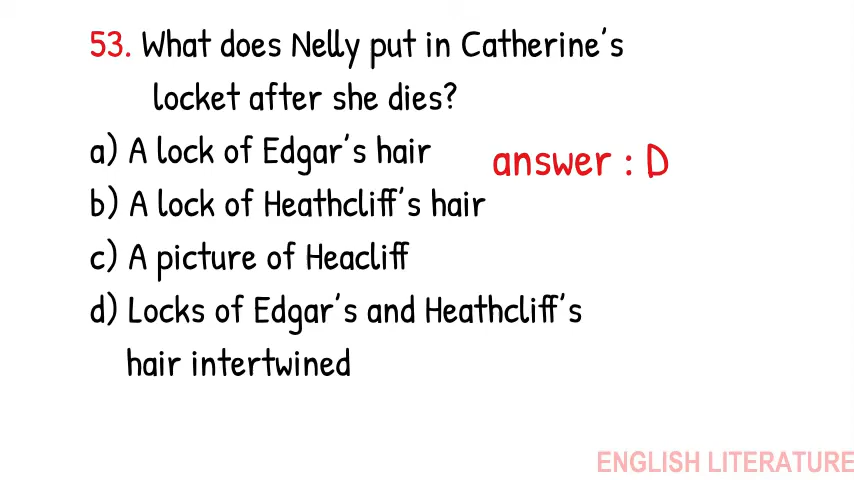 53. What does Nelly put in Catherine's
locket after she dies?
a) A lock of Edgar's hair
answer : D
b) A lock of Heathcliff's hair
c) A picture of Heacliff
d) Locks of Edgar's and Heathcliff's
hair intertwined
ENGLISH LITERATURE